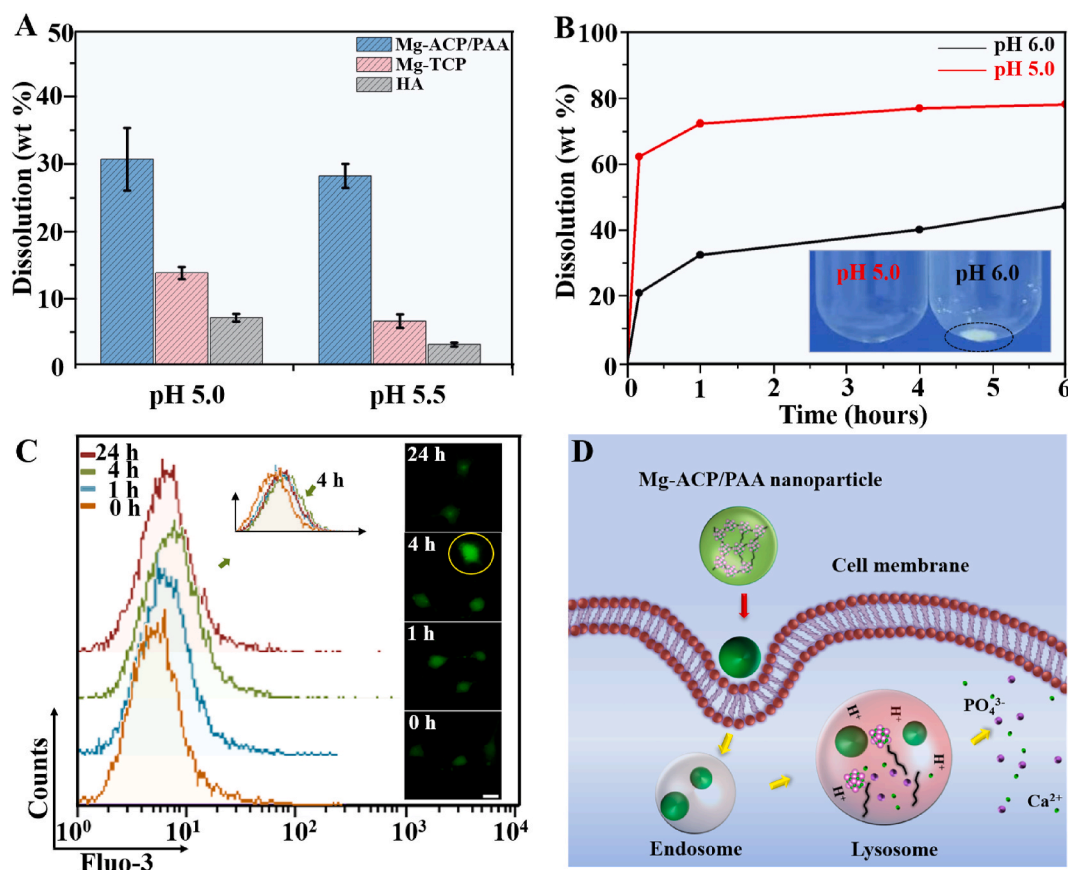 A
50
40
30
20
10
0
Dissolution (wt %)
Mg-ACP/PAA
Mg-TCP
HA
pH 5.0
pH 5.5
B
100
80
60
40
20
0
Dissolution (wt %)
pH 6.0
pH 5.0
pH 5.0
pH 6.0
0 1 2 3 4 5 6
Time (hours)
C
24 h
4 h
1 h
0 h
4 h
24 h
4 h
1 h
0 h
Counts
10⁰ 10¹ 10² 10³ 10⁴
Fluo-3
D
Mg-ACP/PAA nanoparticle
Cell membrane
PO₄³⁻
H⁺
H⁺
H⁺
H⁺
Ca²⁺
Endosome
Lysosome